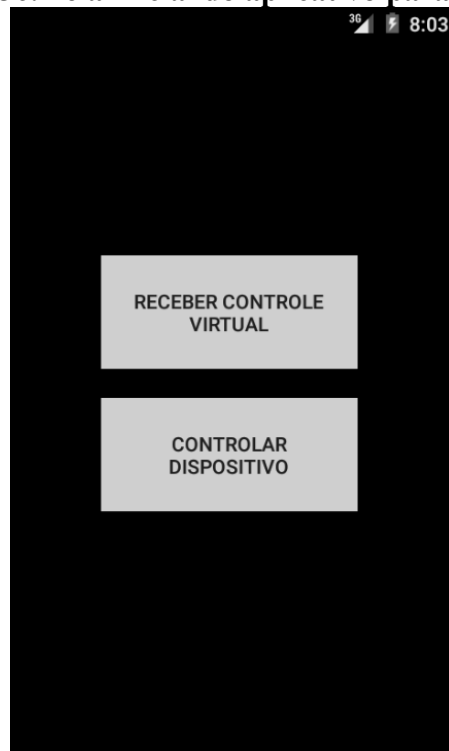 3G 8:03
RECEBER CONTROLE
VIRTUAL
CONTROLAR
DISPOSITIVO